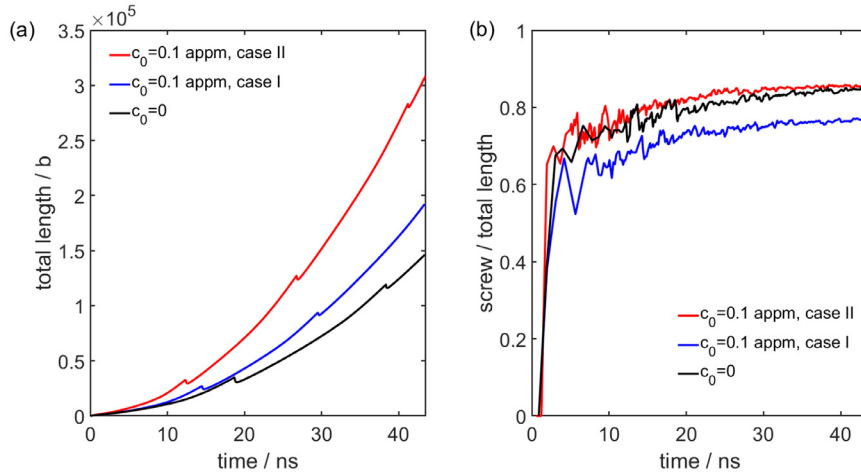 (a)
×10⁵
3.5
3
2.5
2
1.5
1
0.5
0
total length / b
c₀=0.1 appm, case II
c₀=0.1 appm, case I
c₀=0
0 10 20 30 40
time / ns
(b)
1
0.8
0.6
0.4
0.2
0
screw / total length
c₀=0.1 appm, case II
c₀=0.1 appm, case I
c₀=0
0 10 20 30 40
time / ns